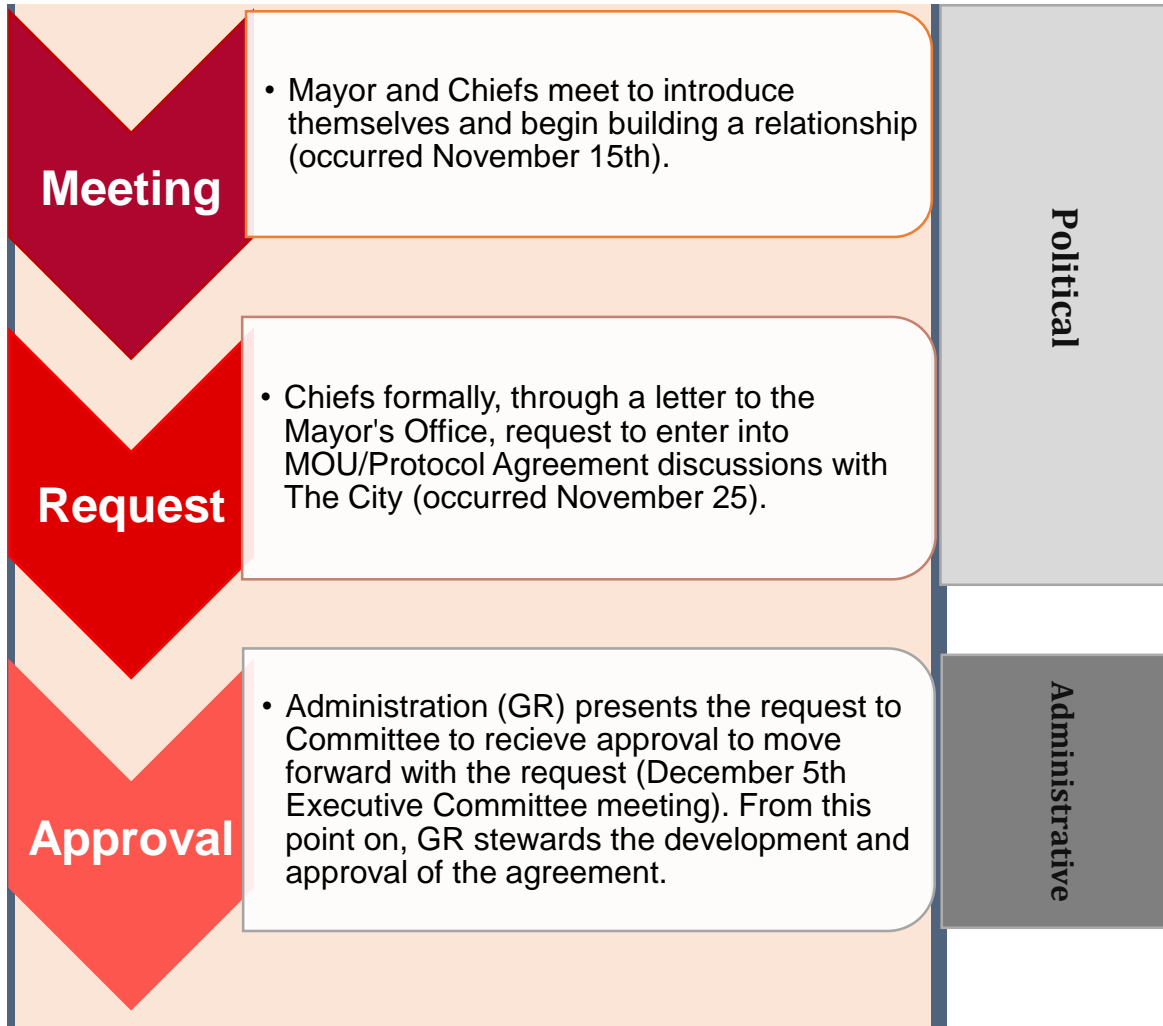 Meeting
• Mayor and Chiefs meet to introduce
themselves and begin building a relationship
(occurred November 15th).
Political
Request
• Chiefs formally, through a letter to the
Mayor's Office, request to enter into
MOU/Protocol Agreement discussions with
The City (occurred November 25).
Approval
• Administration (GR) presents the request to
Committee to recieve approval to move
forward with the request (December 5th
Executive Committee meeting). From this
point on, GR stewards the development and
approval of the agreement.
Administrative